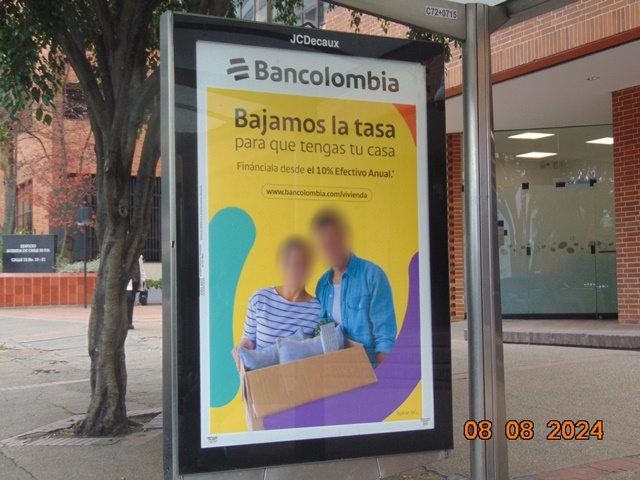 C72+0715
JCDecaux
Bancolombia
Bajamos la tasa
para que tengas tu casa
Fináncialа desde el 10% Efectivo Anual.*
www.bancolombia.com/vivienda
08 08 2024